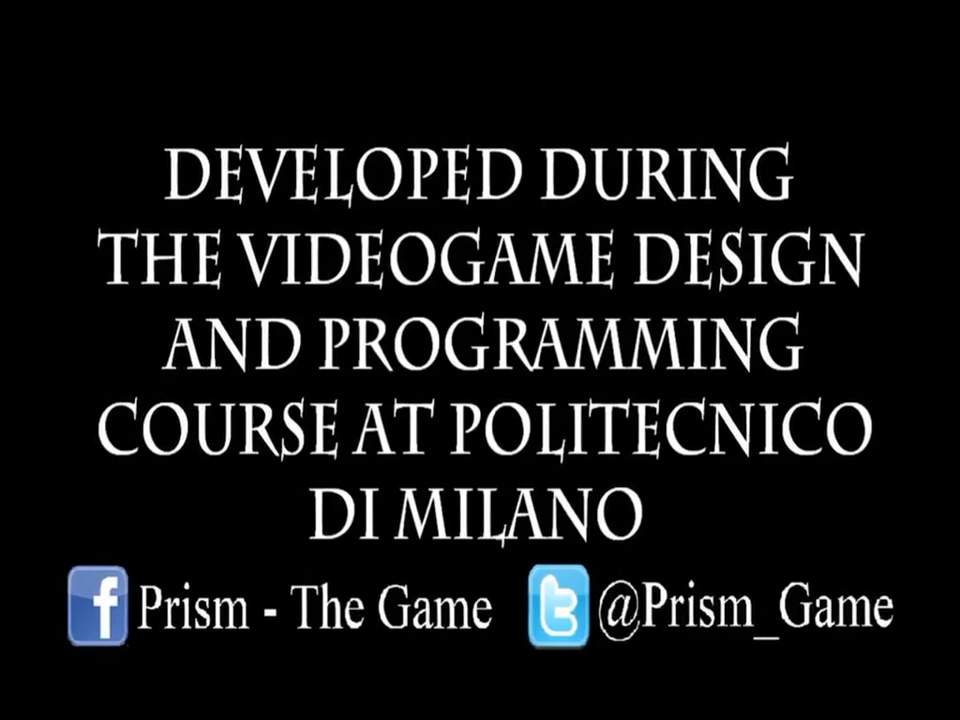 DEVELOPED DURING
THE VIDEOGAME DESIGN
AND PROGRAMMING
COURSE AT POLITECNICO
DI MILANO
f Prism - The Game t @Prism_Game